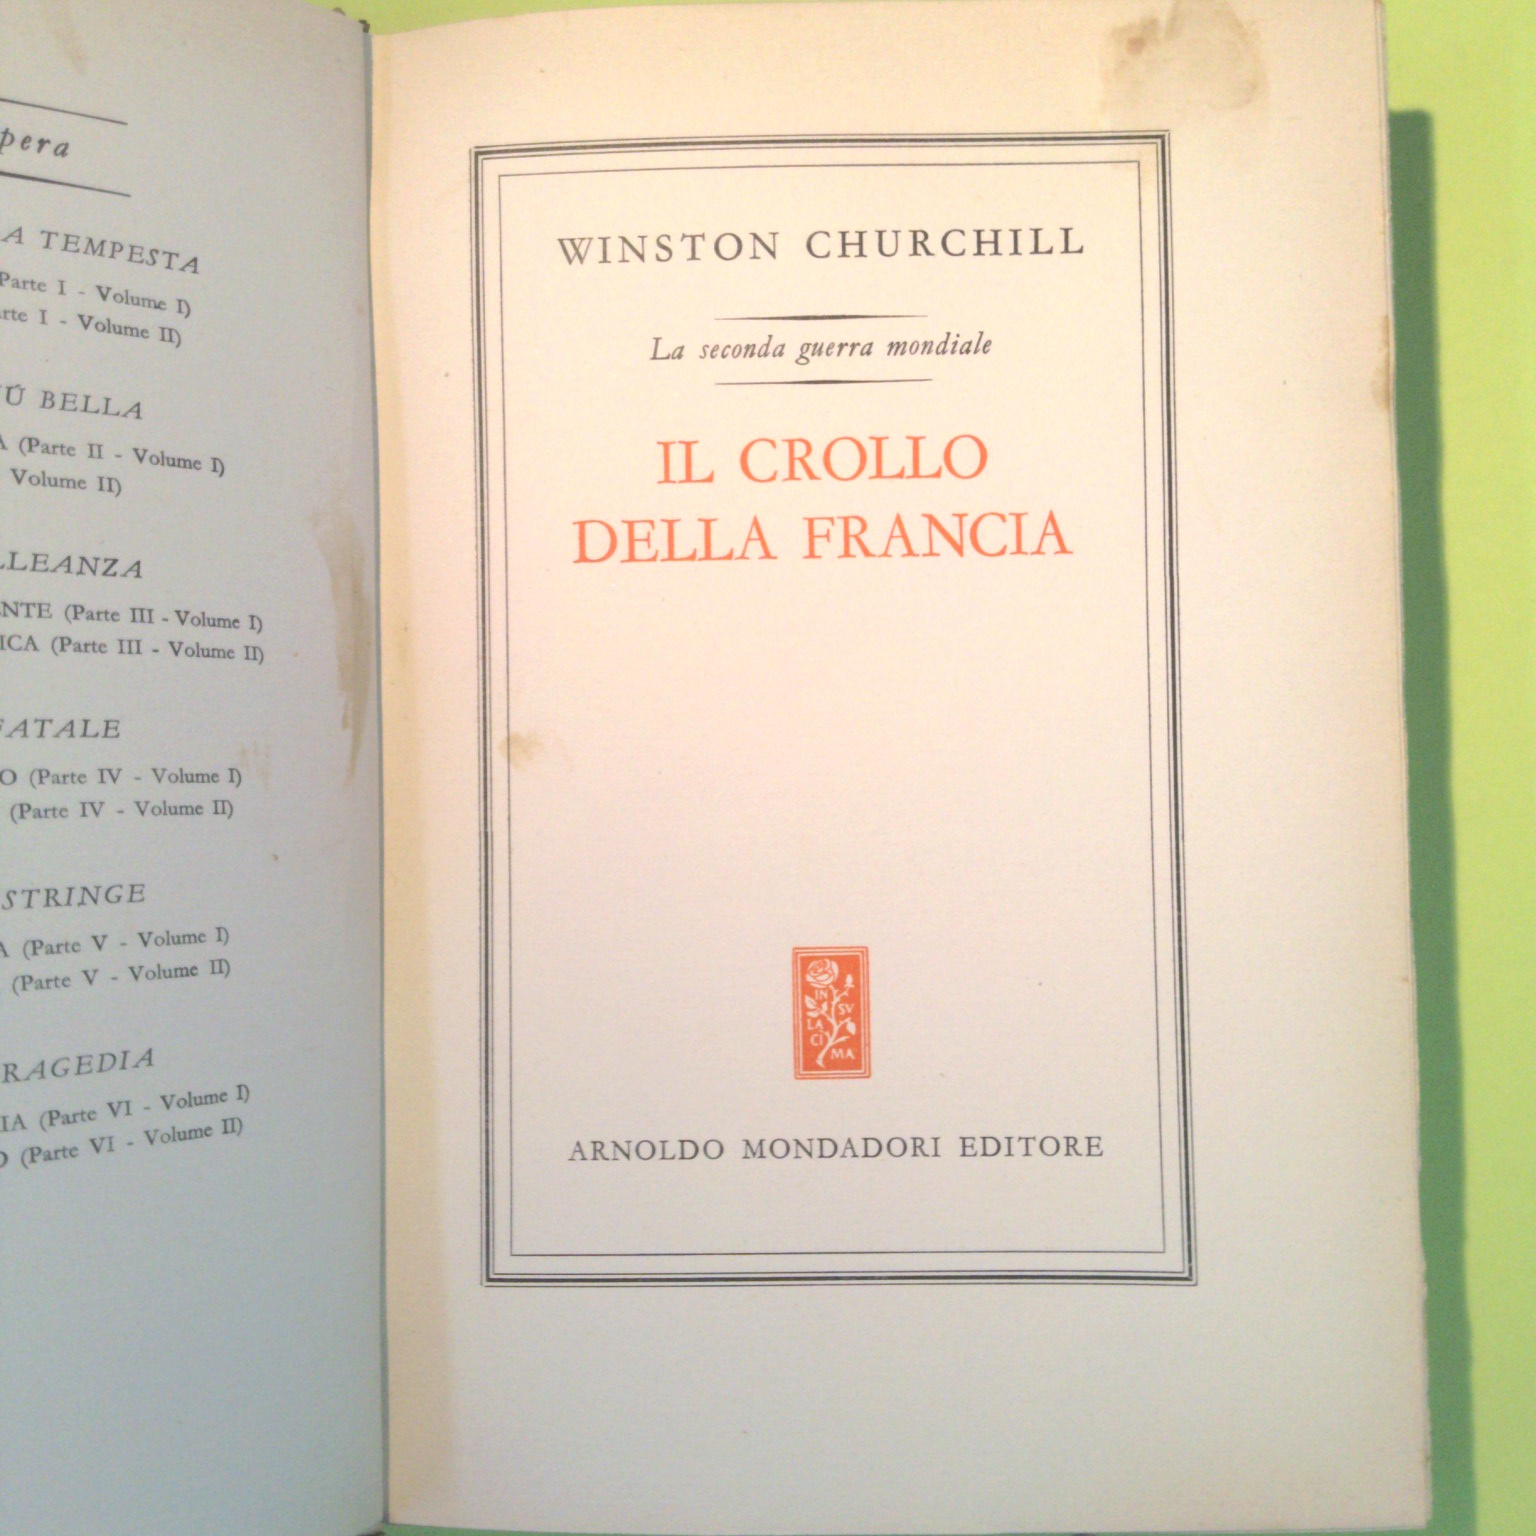 pera
A TEMPESTA
Parte I - Volume I)
rte I - Volume II)
Ú BELLA
A (Parte II - Volume I)
Volume II)
LLEANZA
NTE (Parte III - Volume I)
ICA (Parte III - Volume II)
FATALE
O (Parte IV - Volume I)
(Parte IV - Volume II)
STRINGE
A (Parte V - Volume I)
(Parte V - Volume II)
RAGEDIA
IA (Parte VI - Volume I)
O (Parte VI - Volume II)
WINSTON CHURCHILL
La seconda guerra mondiale
IL CROLLO
DELLA FRANCIA
IN
SV
LA
CI
MA
ARNOLDO MONDADORI EDITORE